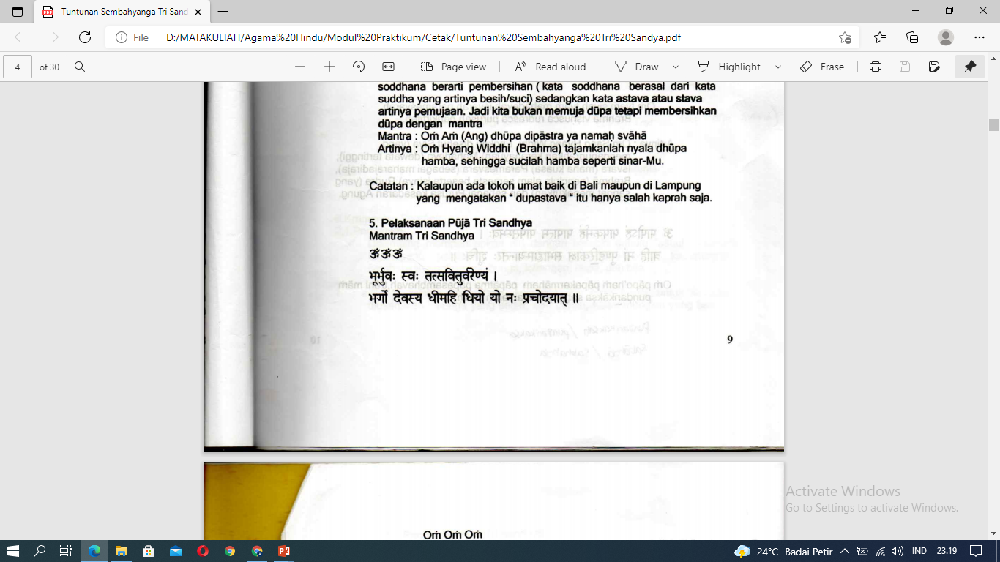 Tuntunan Sembahyanga Tri Sand
File
D:/MATAKULIAH/Agama%20Hindu/Modul%20Praktikum/Cetak/Tuntunan%20Sembahyanga%20Tri%20Sandya.pdf
4 of 30
Page view
Read aloud
Draw
Highlight
Erase
soddhana berarti pembersihan ( kata soddhana berasal dari kata
suddha yang artinya besih/suci) sedangkan kata astava atau stava
artinya pemujaan. Jadi kita bukan memuja dūpa tetapi membersihkan
dūpa dengan mantra
Mantra : Oṁ Aṁ (Ang) dhūpa dipāstra ya namaḥ svāhā
Artinya : Oṁ Hyang Widdhi (Brahma) tajamkanlah nyala dhūpa
hamba, sehingga sucilah hamba seperti sinar-Mu.
Catatan : Kalaupun ada tokoh umat baik di Bali maupun di Lampung
yang mengatakan “ dupastava “ itu hanya salah kaprah saja.
5. Pelaksanaan Pūjā Tri Sandhya
Mantram Tri Sandhya
ॐ ॐ ॐ
भूर्भुवः स्वः तत्सवितुर्वरेण्यं ।
भर्गो देवस्य धीमहि धियो यो नः प्रचोदयात् ॥
9
Oṁ Oṁ Oṁ
Activate Windows
Go to Settings to activate Windows.
24°C Badai Petir
IND
23.19